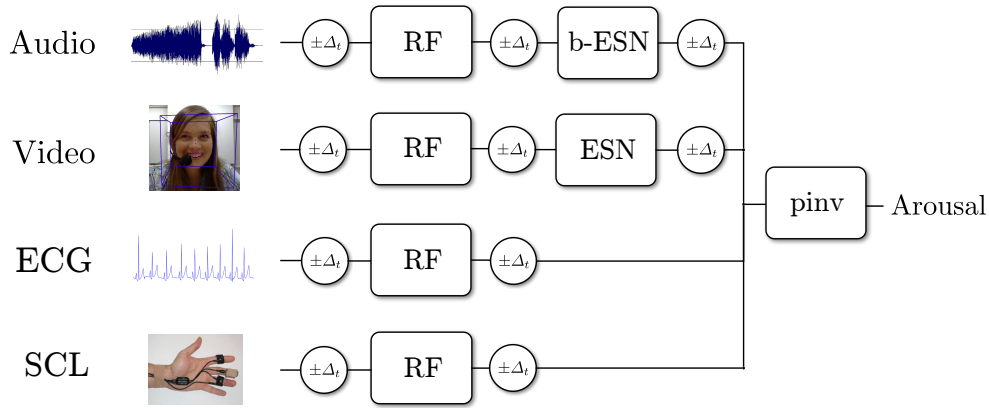 Audio ±Δt RF ±Δt b-ESN ±Δt
Video ±Δt RF ±Δt ESN ±Δt
pinv Arousal
ECG ±Δt RF ±Δt
SCL ±Δt RF ±Δt